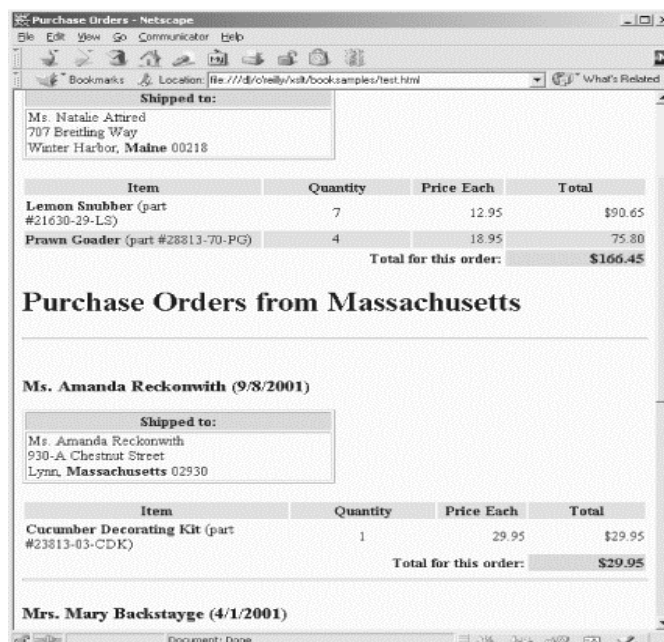 Purchase Orders - Netscape
File Edit View Go Communicator Help
Bookmarks Location: file:///d|/o'reilly/xslt/booksamples/test.html What's Related
Shipped to:
Ms. Natalie Attired
707 Breitling Way
Winter Harbor, Maine 00218
Item Quantity Price Each Total
Lemon Snubber (part
#21630-29-LS) 7 12.95 $90.65
Prawn Goader (part #28813-70-PG) 4 18.95 75.80
Total for this order: $166.45
Purchase Orders from Massachusetts
Ms. Amanda Reckonwith (9/8/2001)
Shipped to:
Ms. Amanda Reckonwith
930-A Chestnut Street
Lynn, Massachusetts 02930
Item Quantity Price Each Total
Cucumber Decorating Kit (part
#23813-03-CDK) 1 29.95 $29.95
Total for this order: $29.95
Mrs. Mary Backstayge (4/1/2001)
Document: Done